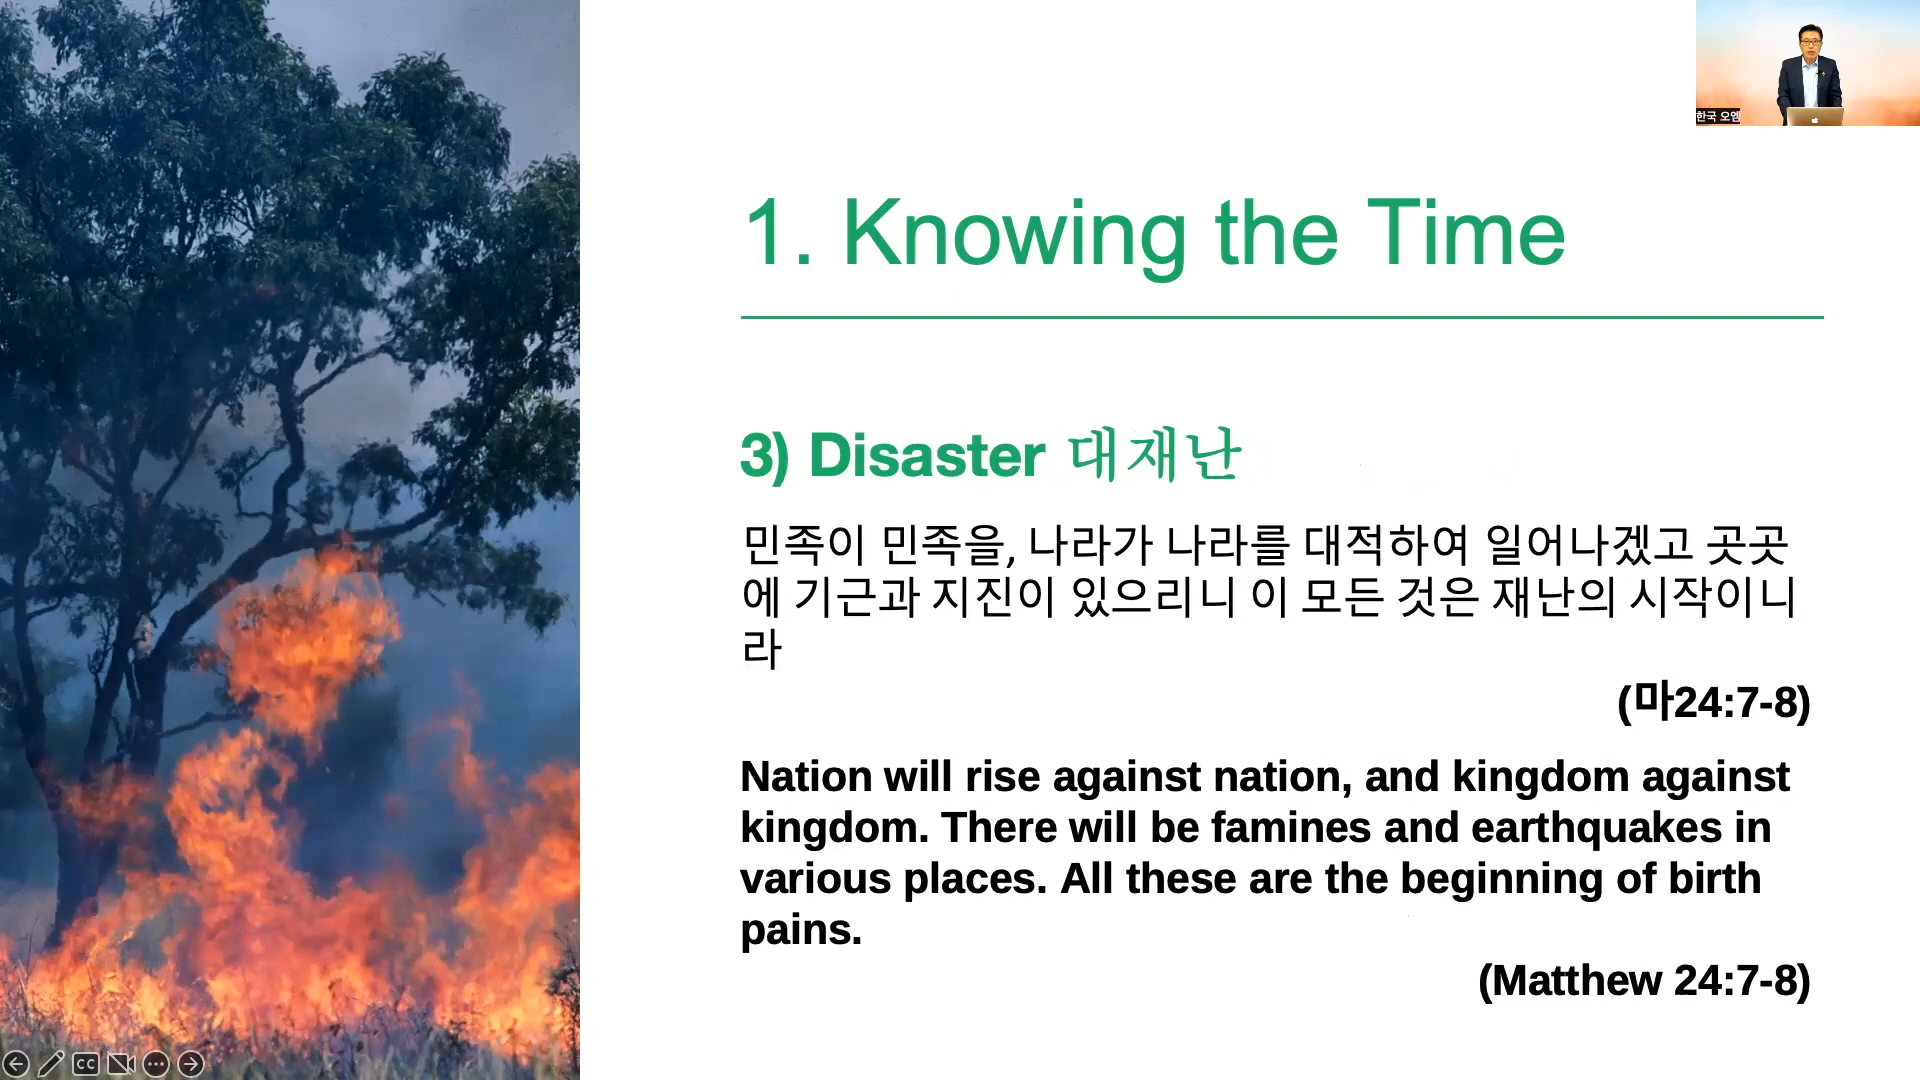 한국 오엠
1. Knowing the Time
3) Disaster 대재난
민족이 민족을, 나라가 나라를 대적하여 일어나겠고 곳곳
에 기근과 지진이 있으리니 이 모든 것은 재난의 시작이니
라
(마24:7-8)
Nation will rise against nation, and kingdom against
kingdom. There will be famines and earthquakes in
various places. All these are the beginning of birth
pains.
(Matthew 24:7-8)
CC